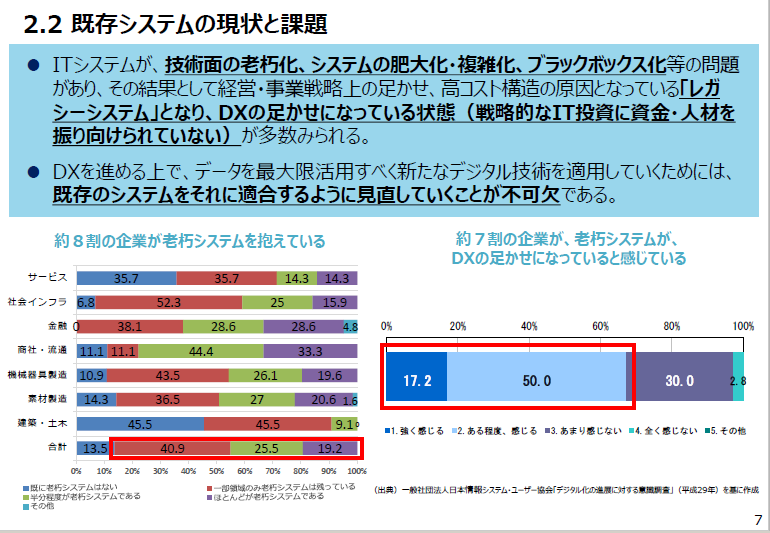 2.2 既存システムの現状と課題
● ITシステムが、技術面の老朽化、システムの肥大化・複雑化、ブラックボックス化等の問題
があり、その結果として経営・事業戦略上の足かせ、高コスト構造の原因となっている「レガ
シーシステム」となり、DXの足かせになっている状態（戦略的なIT投資に資金・人材を
振り向けられていない）が多数みられる。
● DXを進める上で、データを最大限活用すべく新たなデジタル技術を適用していくためには、
既存のシステムをそれに適合するように見直していくことが不可欠である。
約８割の企業が老朽システムを抱えている
サービス 35.7 35.7 14.3 14.3
社会インフラ 6.8 52.3 25 15.9
金融 0 38.1 28.6 28.6 4.8
商社・流通 11.1 11.1 44.4 33.3
機械器具製造 10.9 43.5 26.1 19.6
素材製造 14.3 36.5 27 20.6 1.6
建築・土木 45.5 45.5 9.1 0
合計 13.5 40.9 25.5 19.2
0% 10% 20% 30% 40% 50% 60% 70% 80% 90% 100%
■既に老朽システムはない ■一部領域のみ老朽システムは残っている
■半分程度が老朽システムである ■ほとんどが老朽システムである
■その他
約７割の企業が、老朽システムが、
DXの足かせになっていると感じている
0% 20% 40% 60% 80% 100%
17.2 50.0 30.0 2.8
■1.強く感じる ■2.ある程度、感じる ■3.あまり感じない ■4.全く感じない ■5.その他
（出典）一般社団法人日本情報システム・ユーザー協会「デジタル化の進展に対する意識調査」（平成29年）を基に作成
7